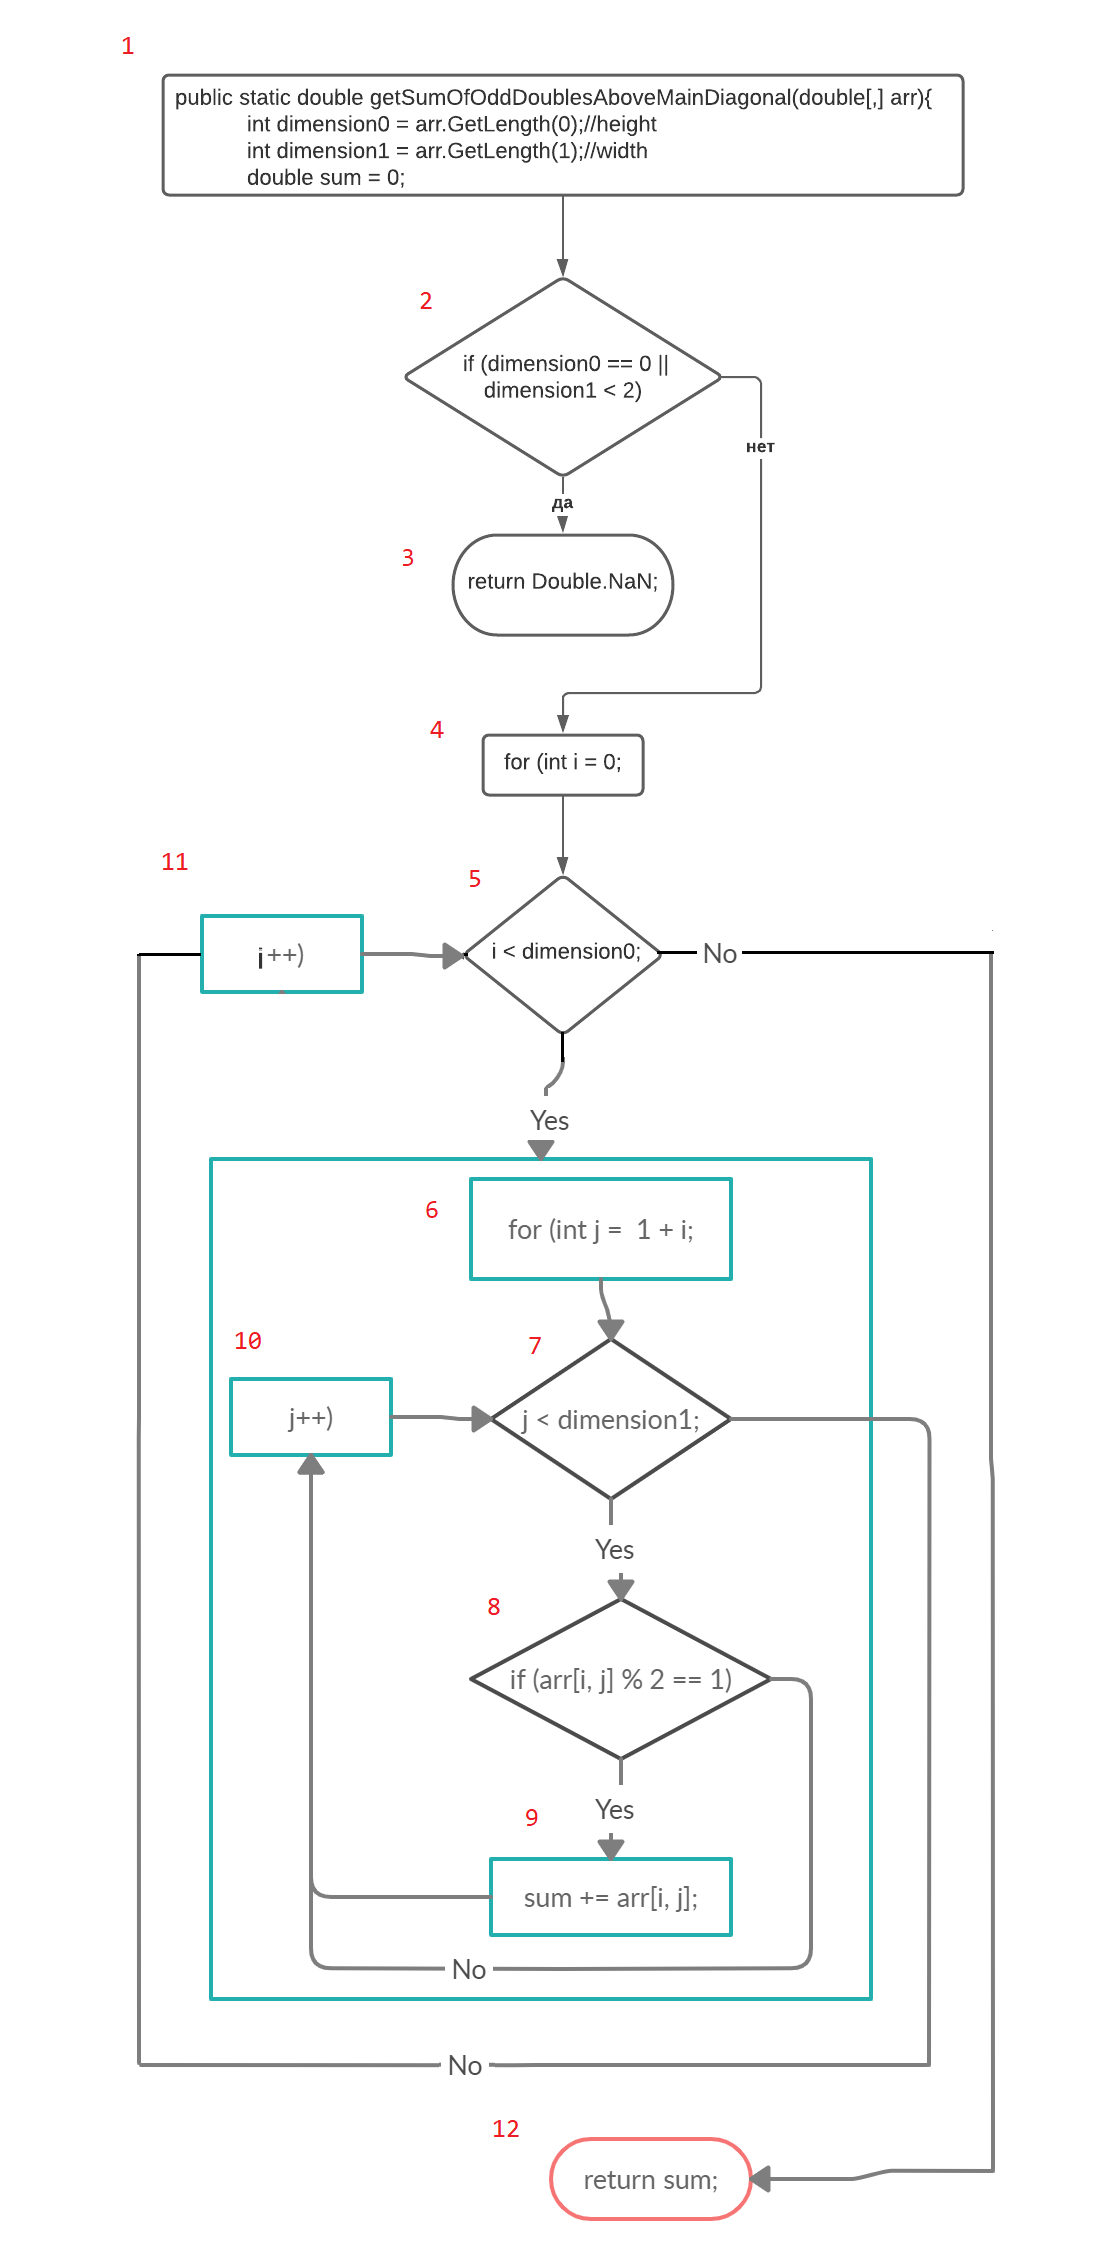 1
public static double getSumOfOddDoublesAboveMainDiagonal(double[,] arr){
int dimension0 = arr.GetLength(0);//height
int dimension1 = arr.GetLength(1);//width
double sum = 0;
2
if (dimension0 == 0 ||
dimension1 < 2)
нет
да
3
return Double.NaN;
4
for (int i = 0;
11
5
i++)
i < dimension0;
No
Yes
6
for (int j = 1 + i;
10
7
j++)
j < dimension1;
Yes
8
if (arr[i, j] % 2 == 1)
Yes
9
sum += arr[i, j];
No
No
12
return sum;